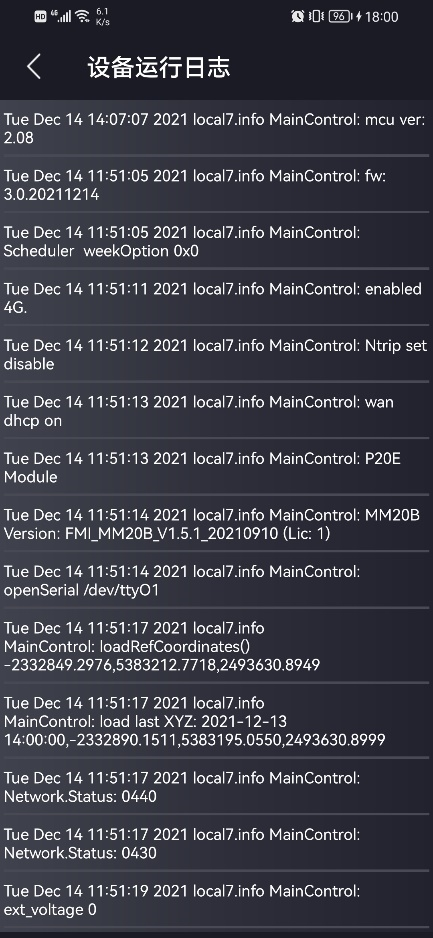 HD 4G 6.1 K/s 96 18:00
设备运行日志
Tue Dec 14 14:07:07 2021 local7.info MainControl: mcu ver:
2.08
Tue Dec 14 11:51:05 2021 local7.info MainControl: fw:
3.0.20211214
Tue Dec 14 11:51:05 2021 local7.info MainControl:
Scheduler  weekOption 0x0
Tue Dec 14 11:51:11 2021 local7.info MainControl: enabled
4G.
Tue Dec 14 11:51:12 2021 local7.info MainControl: Ntrip set
disable
Tue Dec 14 11:51:13 2021 local7.info MainControl: wan
dhcp on
Tue Dec 14 11:51:13 2021 local7.info MainControl: P20E
Module
Tue Dec 14 11:51:14 2021 local7.info MainControl: MM20B
Version: FMI_MM20B_V1.5.1_20210910 (Lic: 1)
Tue Dec 14 11:51:14 2021 local7.info MainControl:
openSerial /dev/ttyO1
Tue Dec 14 11:51:17 2021 local7.info
MainControl: loadRefCoordinates()
-2332849.2976,5383212.7718,2493630.8949
Tue Dec 14 11:51:17 2021 local7.info
MainControl: load last XYZ: 2021-12-13
14:00:00,-2332890.1511,5383195.0550,2493630.8999
Tue Dec 14 11:51:17 2021 local7.info MainControl:
Network.Status: 0440
Tue Dec 14 11:51:17 2021 local7.info MainControl:
Network.Status: 0430
Tue Dec 14 11:51:19 2021 local7.info MainControl:
ext_voltage 0